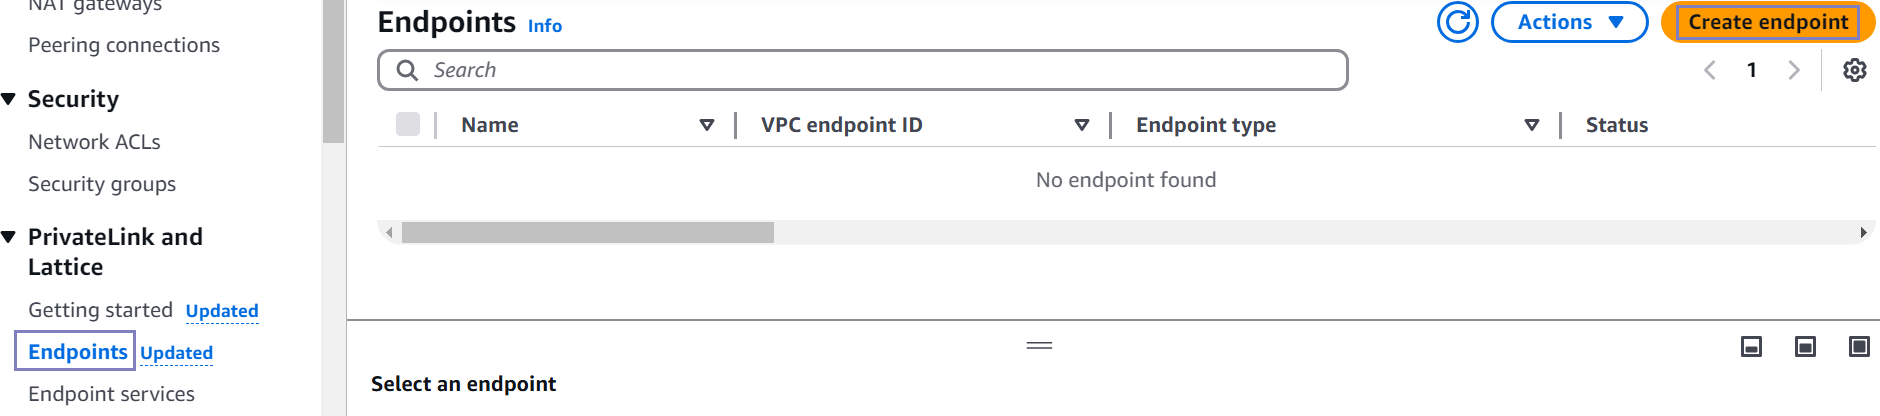 NAT gateways
Peering connections
Security
Network ACLs
Security groups
PrivateLink and
Lattice
Getting started Updated
Endpoints Updated
Endpoint services
Endpoints Info
Actions
Create endpoint
Search
1
Name
VPC endpoint ID
Endpoint type
Status
No endpoint found
Select an endpoint